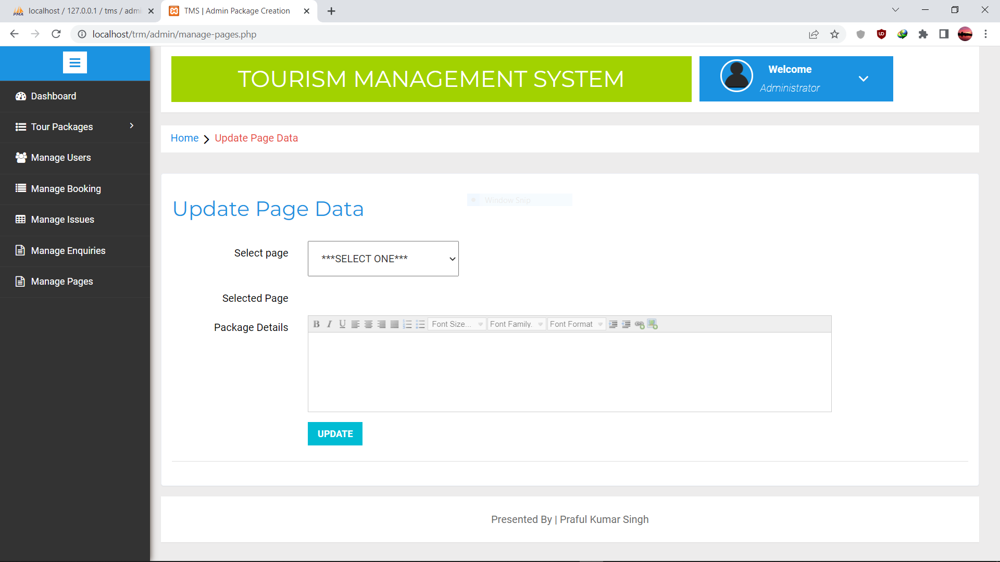 localhost / 127.0.0.1 / tms / admi
TMS | Admin Package Creation
localhost/trm/admin/manage-pages.php
TOURISM MANAGEMENT SYSTEM
Welcome
Administrator
Dashboard
Tour Packages
Manage Users
Manage Booking
Manage Issues
Manage Enquiries
Manage Pages
Home > Update Page Data
Window Snip
Update Page Data
Select page
***SELECT ONE***
Selected Page
Package Details
B I U Font Size... Font Family. Font Format
UPDATE
Presented By | Praful Kumar Singh